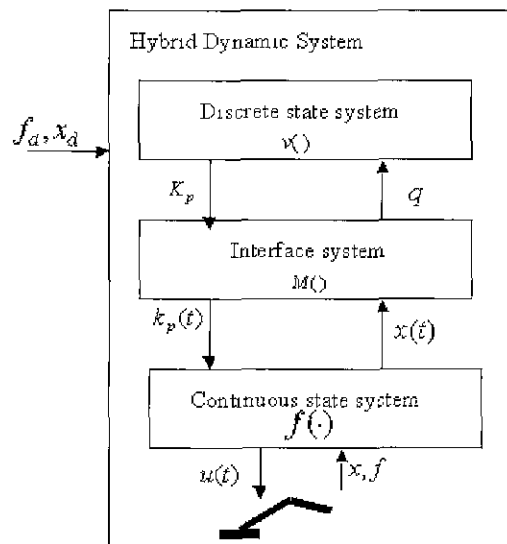 Hybrid Dynamic System
Discrete state system
v()
f_d, x_d
K_p
q
Interface system
M()
k_p(t)
x(t)
Continuous state system
f(·)
u(t)
x, f